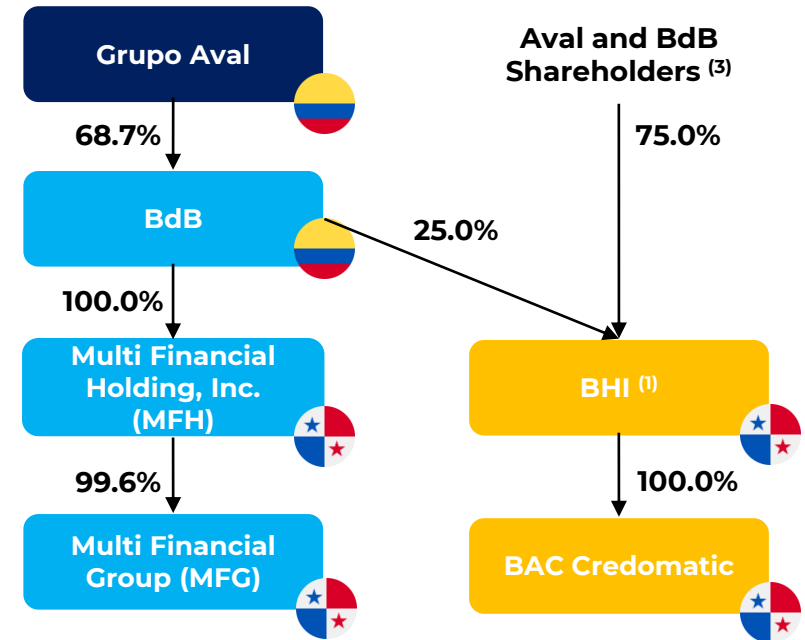 Grupo Aval
Aval and BdB
Shareholders (3)
68.7%
75.0%
BdB
25.0%
100.0%
Multi Financial
Holding, Inc.
(MFH)
BHI (1)
99.6%
100.0%
Multi Financial
Group (MFG)
BAC Credomatic